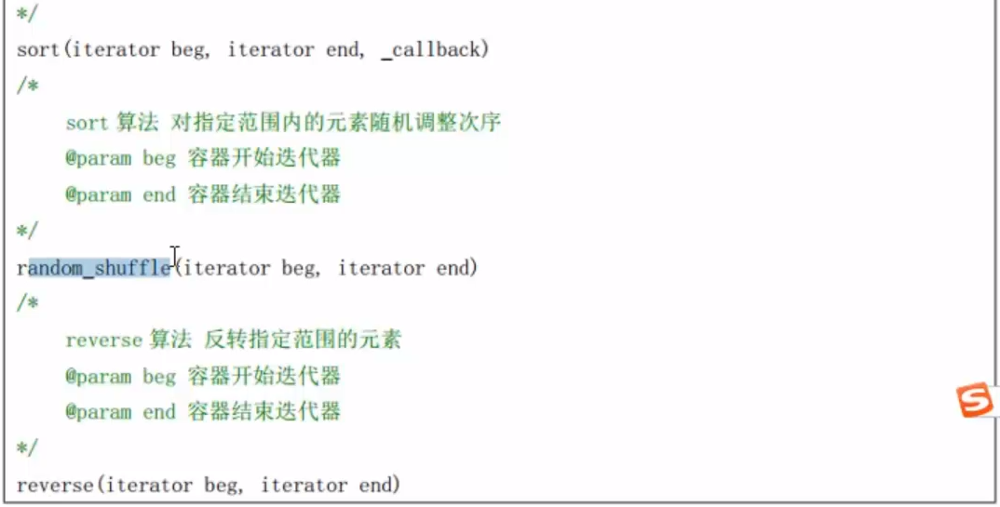 */
sort(iterator beg, iterator end, _callback)
/*
sort 算法 对指定范围内的元素随机调整次序
@param beg 容器开始迭代器
@param end 容器结束迭代器
*/
random_shuffle(iterator beg, iterator end)
/*
reverse 算法 反转指定范围的元素
@param beg 容器开始迭代器
@param end 容器结束迭代器
*/
reverse(iterator beg, iterator end)